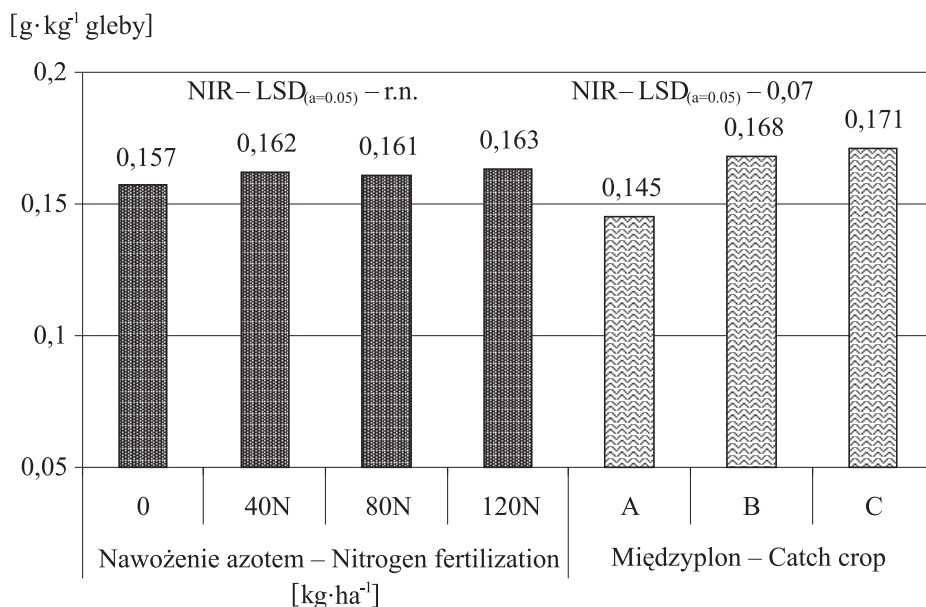 [g·kg⁻¹ gleby]
0,2
NIR – LSD(a=0.05) – r.n. NIR – LSD(a=0.05) – 0,07
0,157 0,162 0,161 0,163 0,145 0,168 0,171
0,15
0,1
0,05
0 40N 80N 120N A B C
Nawożenie azotem – Nitrogen fertilization Międzyplon – Catch crop
[kg·ha⁻¹]